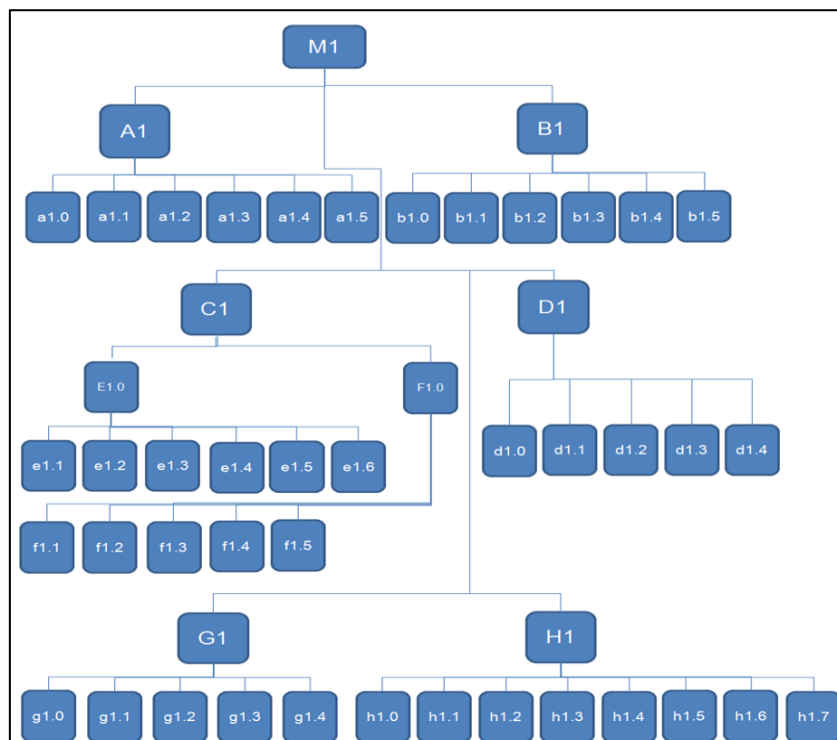 M1
A1
B1
a1.0 a1.1 a1.2 a1.3 a1.4 a1.5
b1.0 b1.1 b1.2 b1.3 b1.4 b1.5
C1
D1
E1.0
F1.0
d1.0 d1.1 d1.2 d1.3 d1.4
e1.1 e1.2 e1.3 e1.4 e1.5 e1.6
f1.1 f1.2 f1.3 f1.4 f1.5
G1
H1
g1.0 g1.1 g1.2 g1.3 g1.4
h1.0 h1.1 h1.2 h1.3 h1.4 h1.5 h1.6 h1.7